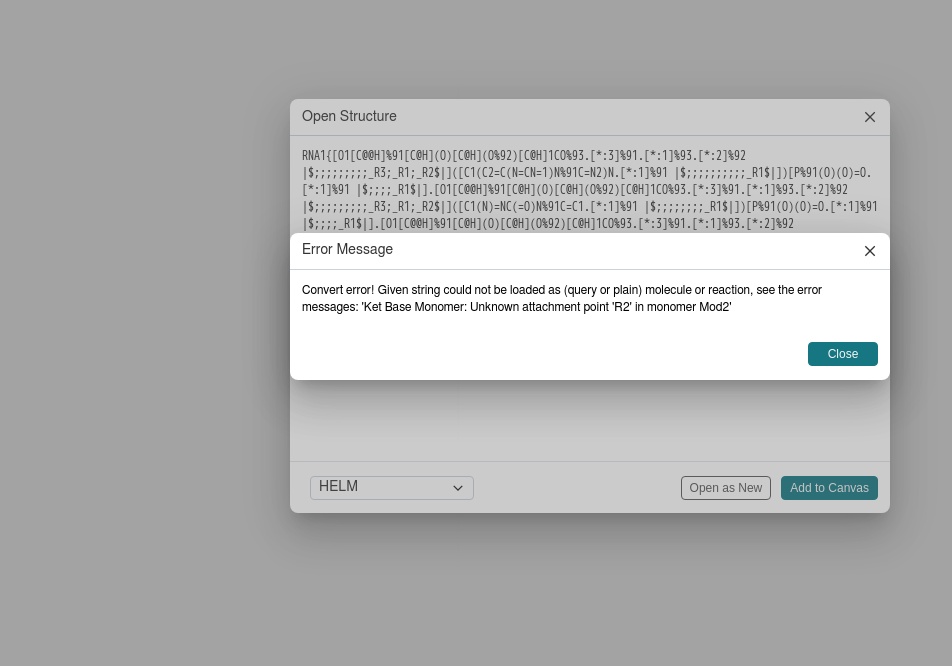 Open Structure
RNA1{[O1[C@@H]%91[C@H](O)[C@H](O%92)[C@H]1CO%93.[*:3]%91.[*:1]%93.[*:2]%92
|$;;;;;;;;;_R3;_R1;_R2$|]([C1(C2=C(N=CN=1)N%91C=N2)N.[*:1]%91 |$;;;;;;;;;;_R1$|])[P%91(O)(O)=O.
[*:1]%91 |$;;;;_R1$|].[O1[C@@H]%91[C@H](O)[C@H](O%92)[C@H]1CO%93.[*:3]%91.[*:1]%93.[*:2]%92
|$;;;;;;;;;_R3;_R1;_R2$|]([C1(N)=NC(=O)N%91C=C1.[*:1]%91 |$;;;;;;;;_R1$|])[P%91(O)(O)=O.[*:1]%91
|$;;;;_R1$|].[O1[C@@H]%91[C@H](O)[C@H](O%92)[C@H]1CO%93.[*:3]%91.[*:1]%93.[*:2]%92
Error Message
Convert error! Given string could not be loaded as (query or plain) molecule or reaction, see the error
messages: 'Ket Base Monomer: Unknown attachment point 'R2' in monomer Mod2'
Close
HELM
Open as New
Add to Canvas